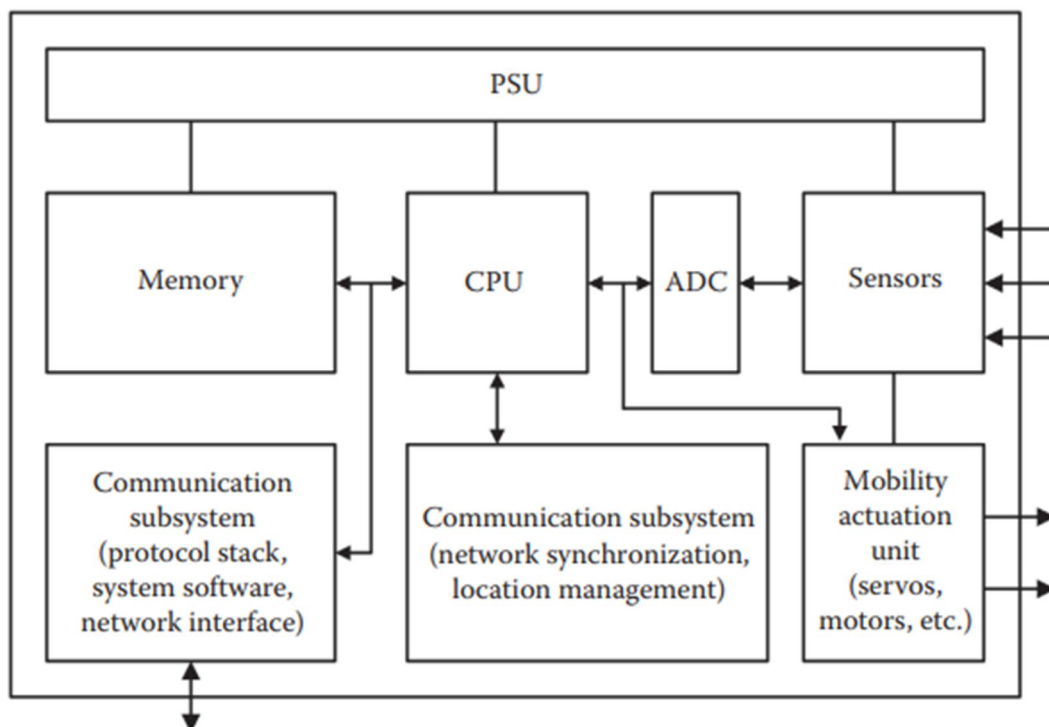 PSU
Memory
CPU
ADC
Sensors
Communication
subsystem
(protocol stack,
system software,
network interface)
Communication subsystem
(network synchronization,
location management)
Mobility
actuation
unit
(servos,
motors, etc.)